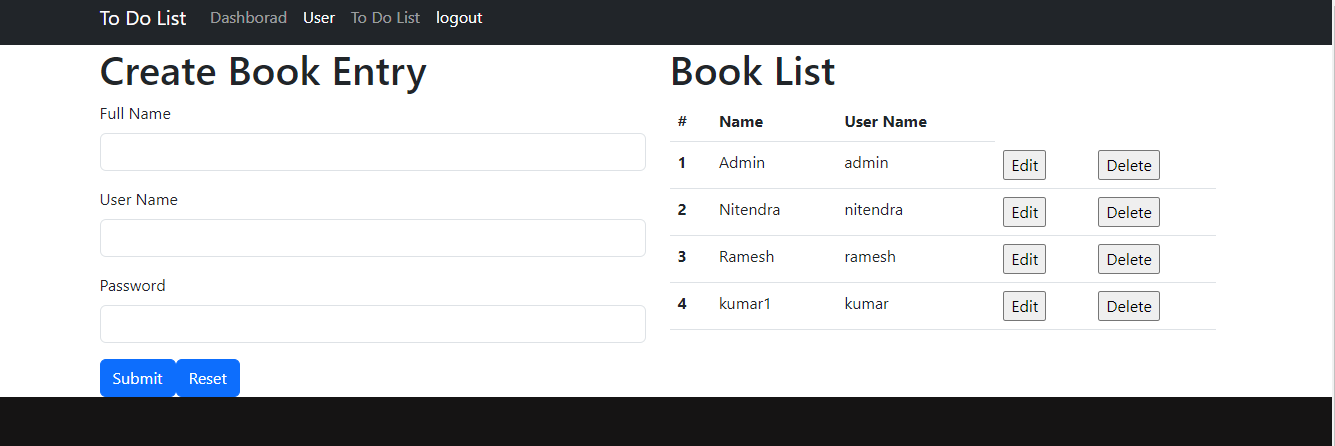 To Do List Dashborad User To Do List logout
Create Book Entry
Full Name
User Name
Password
Submit Reset
Book List
# Name User Name
1 Admin admin Edit Delete
2 Nitendra nitendra Edit Delete
3 Ramesh ramesh Edit Delete
4 kumar1 kumar Edit Delete